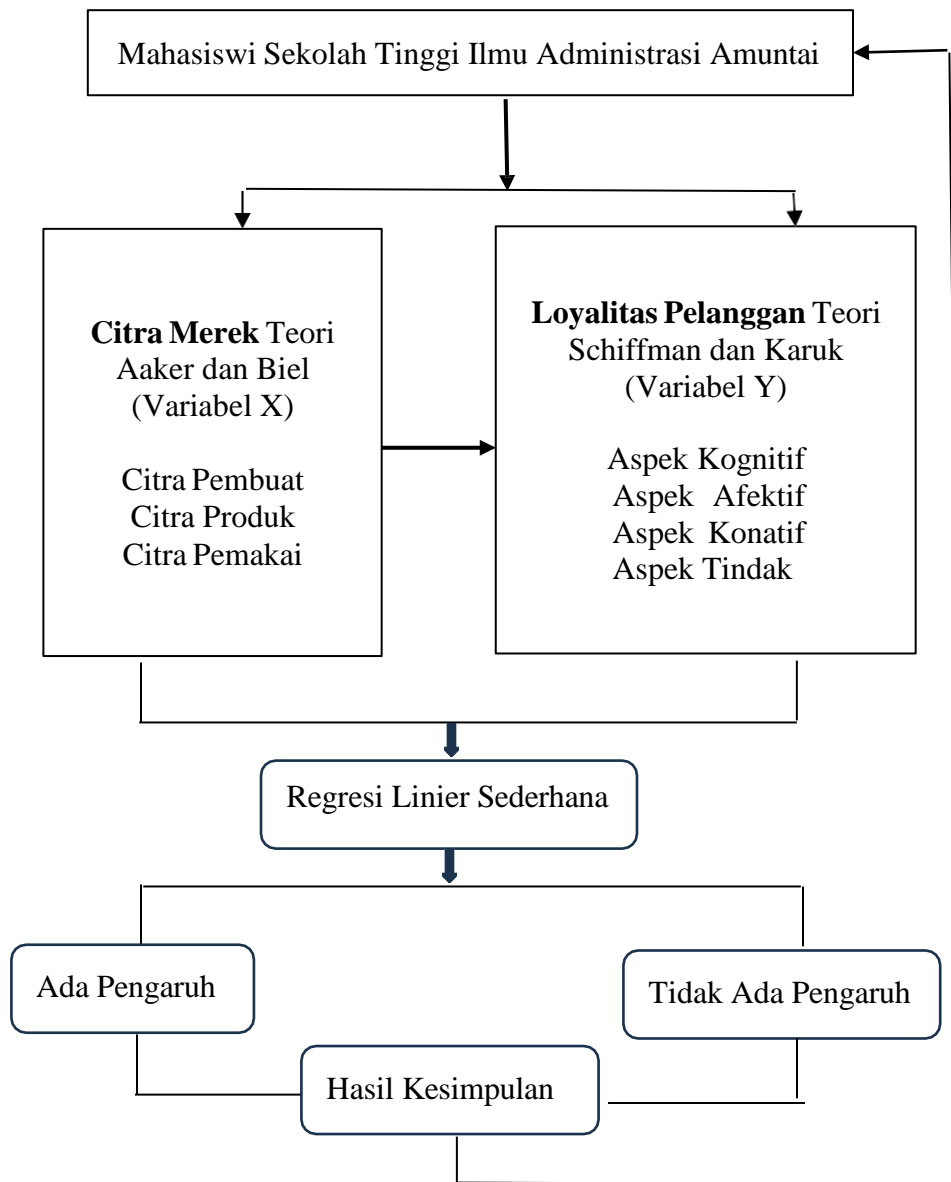 Mahasiswi Sekolah Tinggi Ilmu Administrasi Amuntai
Citra Merek Teori
Aaker dan Biel
(Variabel X)
Citra Pembuat
Citra Produk
Citra Pemakai
Loyalitas Pelanggan Teori
Schiffman dan Karuk
(Variabel Y)
Aspek Kognitif
Aspek Afektif
Aspek Konatif
Aspek Tindak
Regresi Linier Sederhana
Ada Pengaruh
Tidak Ada Pengaruh
Hasil Kesimpulan